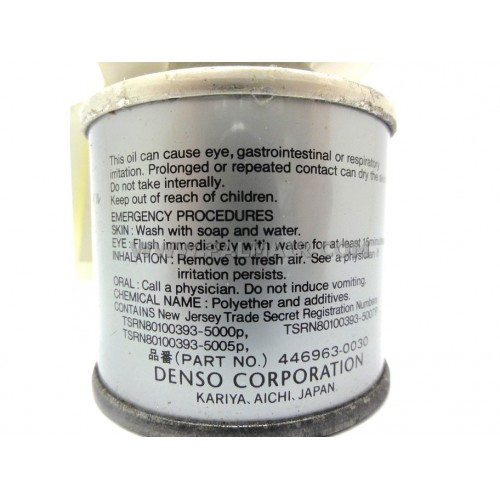 This oil can cause eye, gastrointestinal or respiratory
irritation. Prolonged or repeated contact can dry the
Do not take internally.
Keep out of reach of children.
EMERGENCY PROCEDURES
SKIN: Wash with soap and water.
EYE: Flush immediately with water for at least 15 minutes
INHALATION: Remove to fresh air. See a physician if
irritation persists.
ORAL: Call a physician. Do not induce vomiting.
CHEMICAL NAME: Polyether and additives.
CONTAINS New Jersey Trade Secret Registration Numbers
TSRN80100393-5000p,
TSRN80100393-5005p,
品番(PART NO.) 446963-0030
DENSO CORPORATION
KARIYA, AICHI, JAPAN